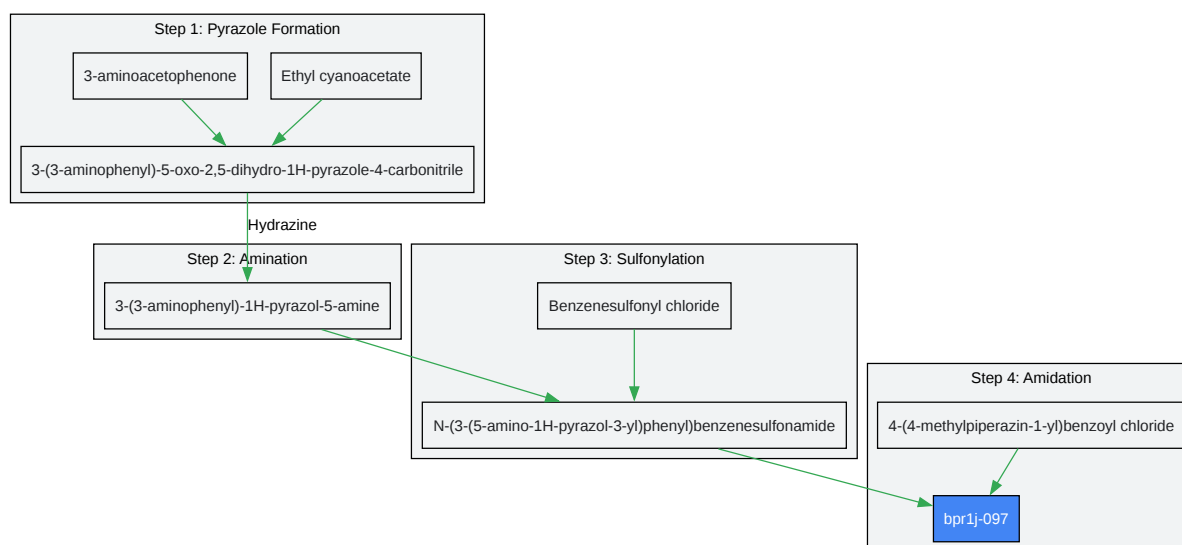 Step 1: Pyrazole Formation
3-aminoacetophenone
Ethyl cyanoacetate
3-(3-aminophenyl)-5-oxo-2,5-dihydro-1H-pyrazole-4-carbonitrile
Hydrazine
Step 2: Amination
3-(3-aminophenyl)-1H-pyrazol-5-amine
Step 3: Sulfonylation
Benzenesulfonyl chloride
N-(3-(5-amino-1H-pyrazol-3-yl)phenyl)benzenesulfonamide
Step 4: Amidation
4-(4-methylpiperazin-1-yl)benzoyl chloride
bpr1j-097